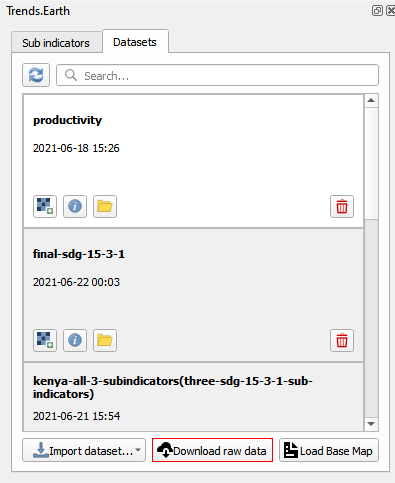 Trends.Earth
Sub indicators Datasets
Search...
productivity
2021-06-18 15:26
final-sdg-15-3-1
2021-06-22 00:03
kenya-all-3-subindicators(three-sdg-15-3-1-sub-
indicators)
2021-06-21 15:54
Import dataset... Download raw data Load Base Map